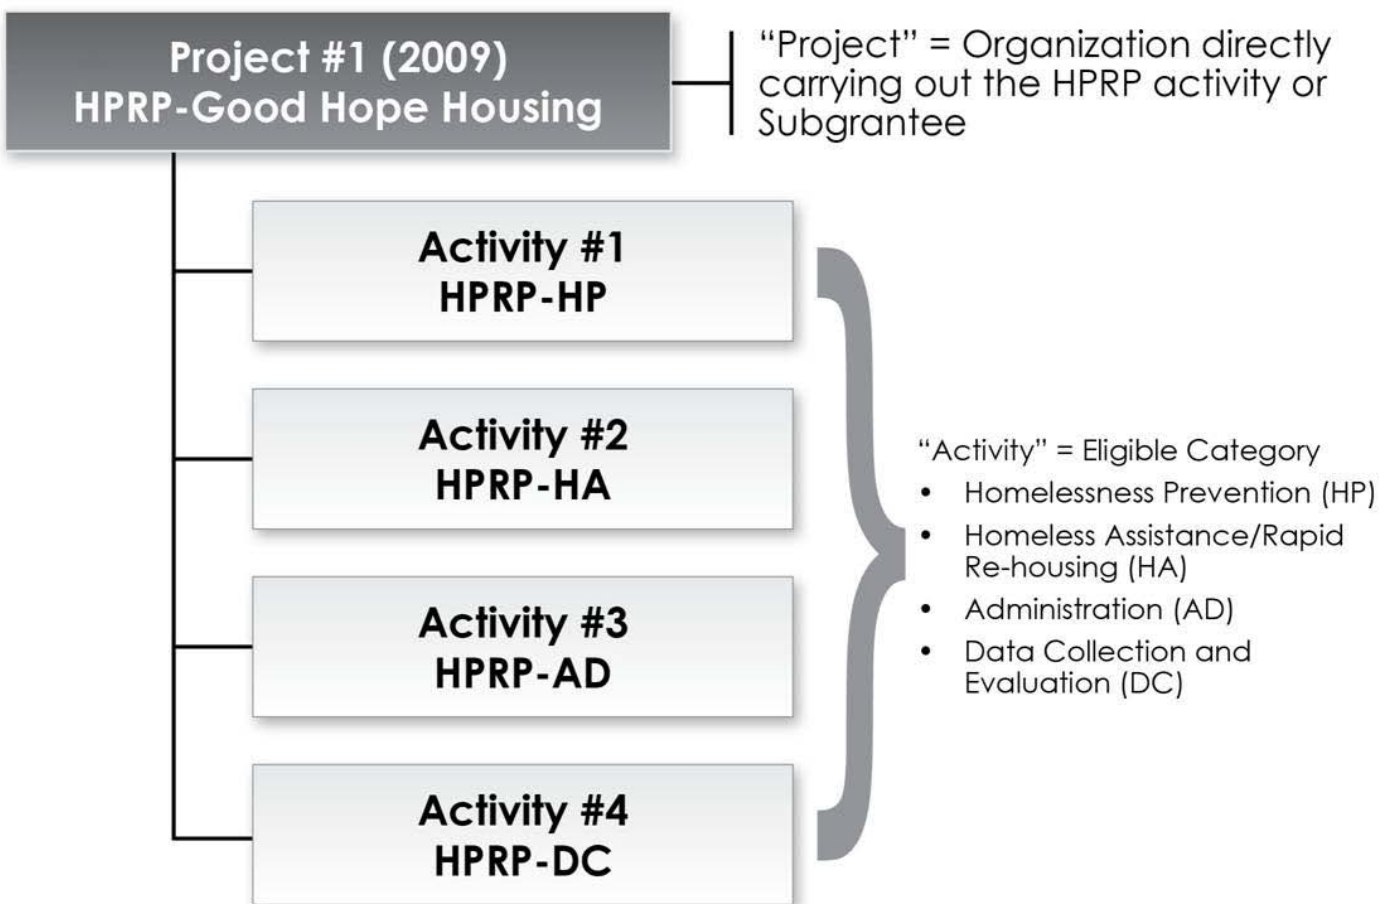 Project #1 (2009)
HPRP-Good Hope Housing
“Project” = Organization directly
carrying out the HPRP activity or
Subgrantee
Activity #1
HPRP-HP
Activity #2
HPRP-HA
Activity #3
HPRP-AD
Activity #4
HPRP-DC
“Activity” = Eligible Category
• Homelessness Prevention (HP)
• Homeless Assistance/Rapid
Re-housing (HA)
• Administration (AD)
• Data Collection and
Evaluation (DC)